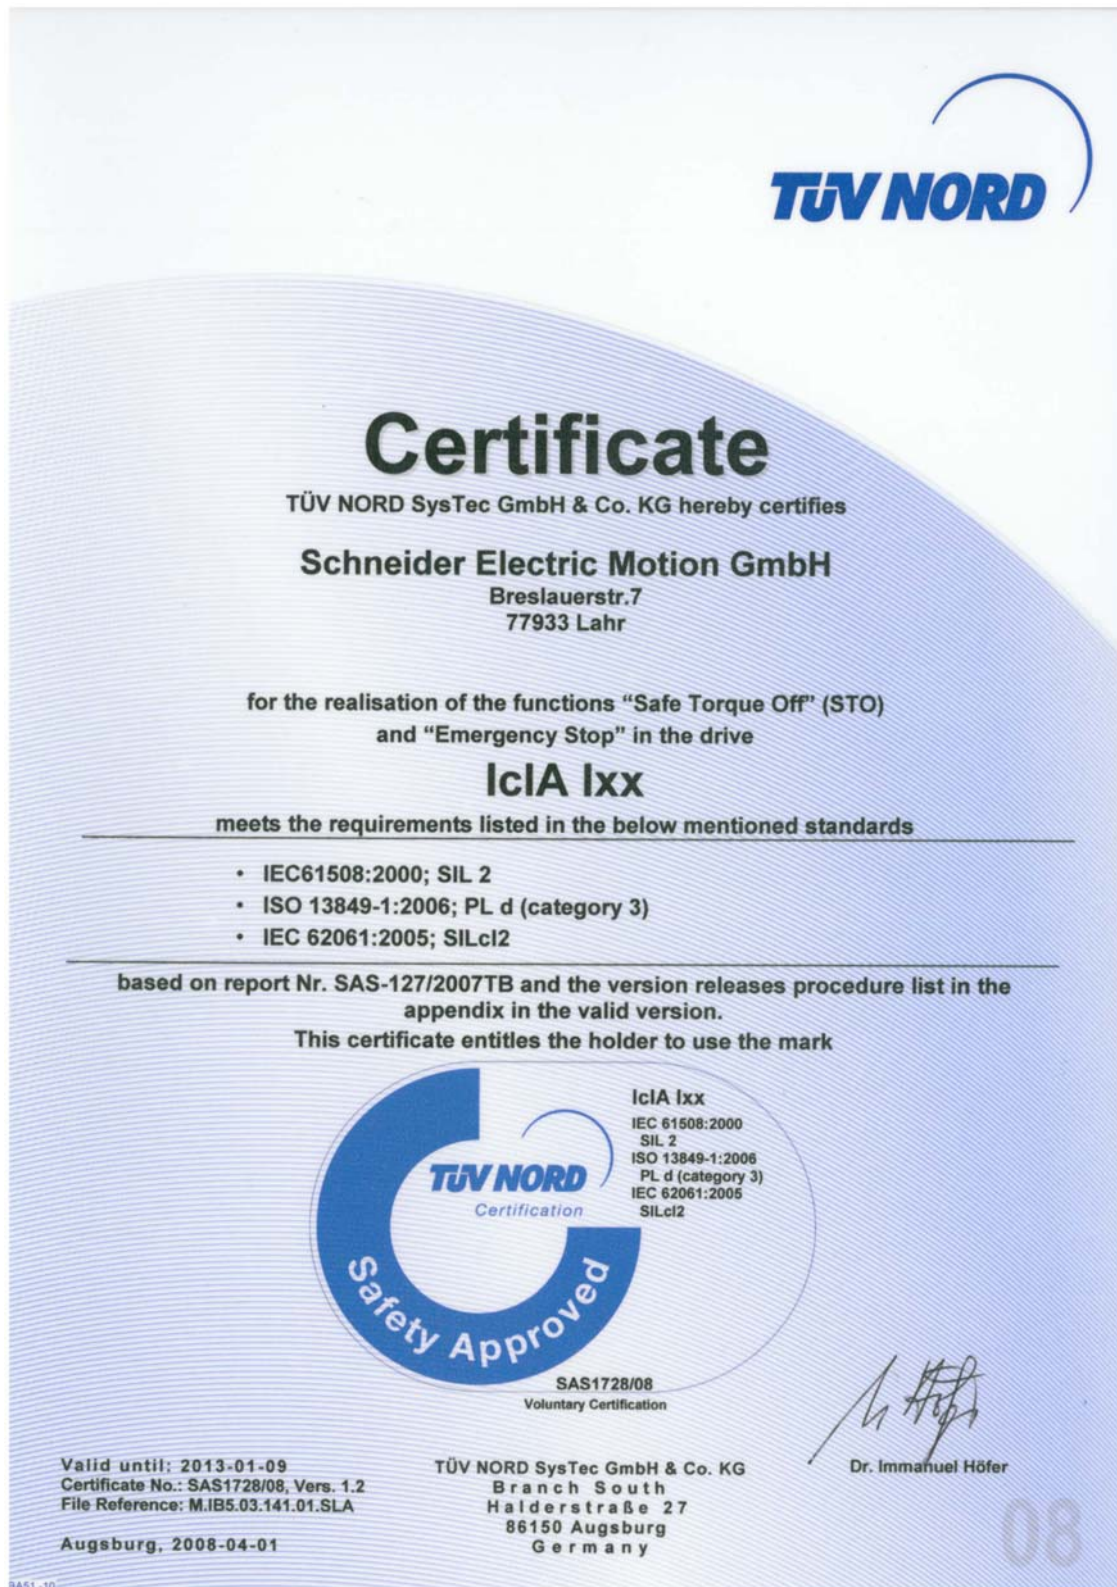 TÜV NORD
Certificate
TÜV NORD SysTec GmbH & Co. KG hereby certifies
Schneider Electric Motion GmbH
Breslauerstr.7
77933 Lahr
for the realisation of the functions “Safe Torque Off” (STO)
and “Emergency Stop” in the drive
IclA Ixx
meets the requirements listed in the below mentioned standards
• IEC61508:2000; SIL 2
• ISO 13849-1:2006; PL d (category 3)
• IEC 62061:2005; SILcl2
based on report Nr. SAS-127/2007TB and the version releases procedure list in the
appendix in the valid version.
This certificate entitles the holder to use the mark
IclA Ixx
IEC 61508:2000
SIL 2
ISO 13849-1:2006
PL d (category 3)
IEC 62061:2005
SILcl2
TÜV NORD
Certification
Safety Approved
SAS1728/08
Voluntary Certification
Valid until: 2013-01-09
Certificate No.: SAS1728/08, Vers. 1.2
File Reference: M.IB5.03.141.01.SLA
Augsburg, 2008-04-01
TÜV NORD SysTec GmbH & Co. KG
Branch South
Halderstraße 27
86150 Augsburg
Germany
Dr. Immanuel Höfer
08